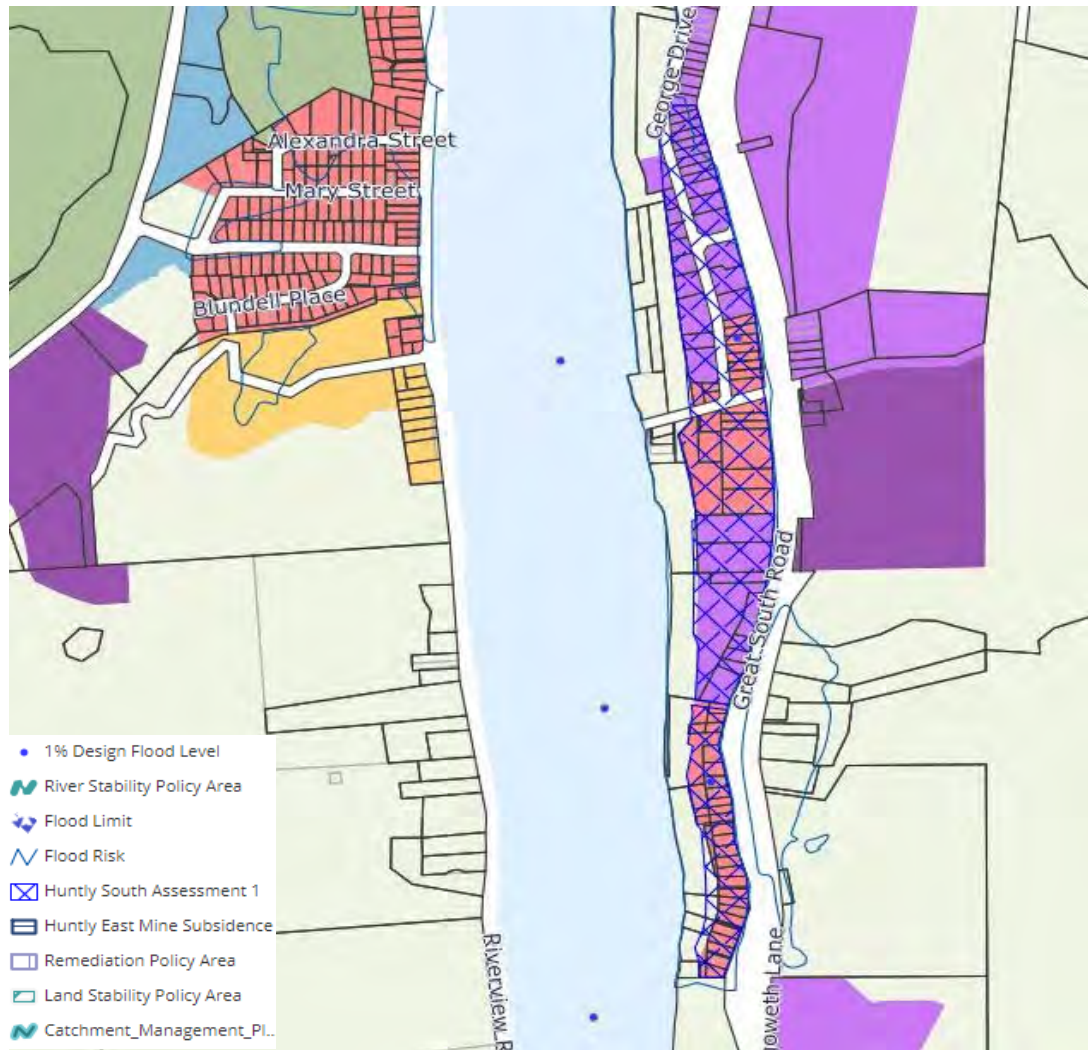 George Drive
Alexandra Street
Mary Street
Blundell Place
Great South Road
1% Design Flood Level
River Stability Policy Area
Flood Limit
Flood Risk
Huntly South Assessment 1
Huntly East Mine Subsidence
Remediation Policy Area
Land Stability Policy Area
Catchment_Management_Pl...
Riverview R
goweth Lane